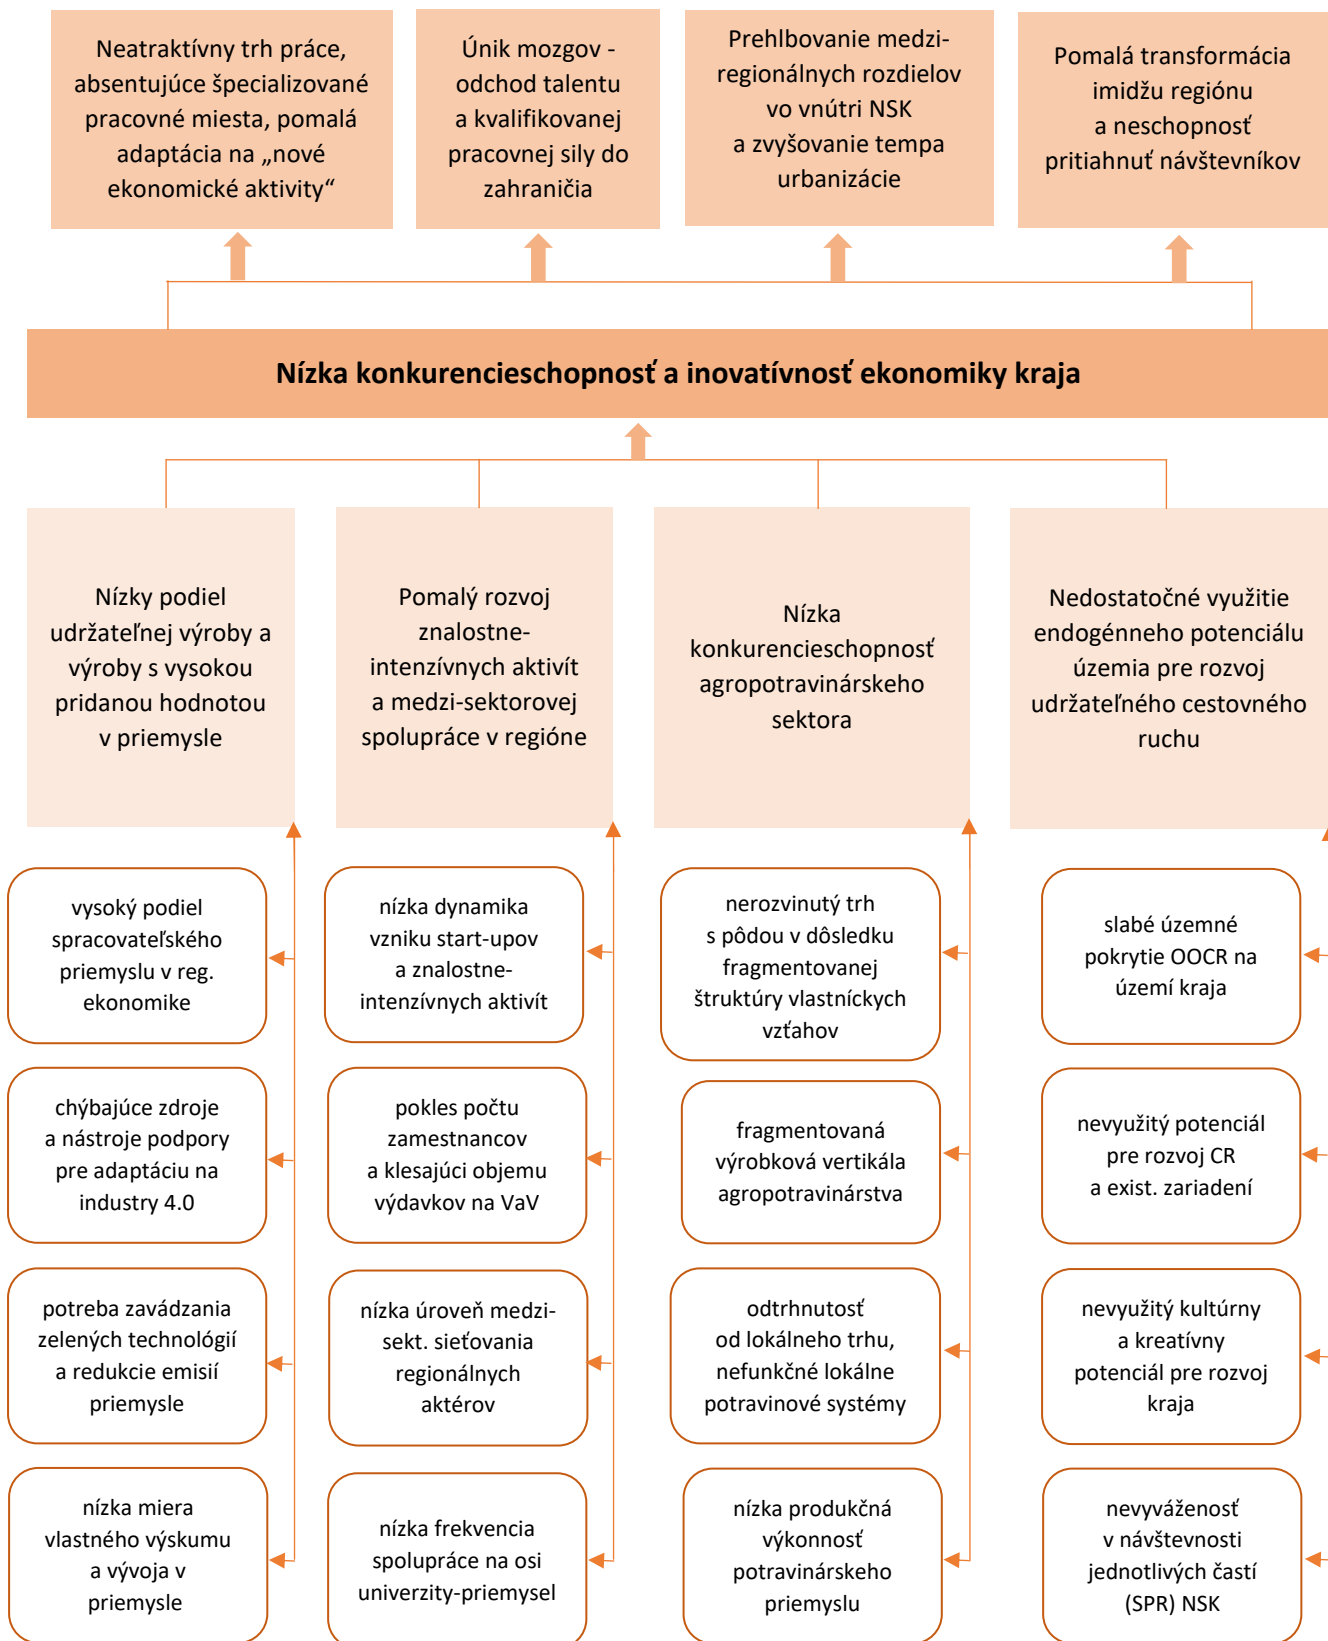 Neatraktívny trh práce,
absentujúce špecializované
pracovné miesta, pomalá
adaptácia na „nové
ekonomické aktivity“
Únik mozgov -
odchod talentu
a kvalifikovanej
pracovnej sily do
zahraničia
Prehlbovanie medzi-
regionálnych rozdielov
vo vnútri NSK
a zvyšovanie tempa
urbanizácie
Pomalá transformácia
imidžu regiónu
a neschopnosť
pritiahnuť návštevníkov
Nízka konkurencieschopnosť a inovatívnosť ekonomiky kraja
Nízky podiel
udržateľnej výroby a
výroby s vysokou
pridanou hodnotou
v priemysle
Pomalý rozvoj
znalostne-
intenzívnych aktivít
a medzi-sektorovej
spolupráce v regióne
Nízka
konkurencieschopnosť
agropotravinárskeho
sektora
Nedostatočné využitie
endogénneho potenciálu
územia pre rozvoj
udržateľného cestovného
ruchu
vysoký podiel
spracovateľského
priemyslu v reg.
ekonomike
nízka dynamika
vzniku start-upov
a znalostne-
intenzívnych aktivít
nerozvinutý trh
s pôdou v dôsledku
fragmentovanej
štruktúry vlastníckych
vzťahov
slabé územné
pokrytie OOCR na
území kraja
chýbajúce zdroje
a nástroje podpory
pre adaptáciu na
industry 4.0
pokles počtu
zamestnancov
a klesajúci objemu
výdavkov na VaV
fragmentovaná
výrobková vertikála
agropotravinárstva
nevyužitý potenciál
pre rozvoj CR
a exist. zariadení
potreba zavádzania
zelených technológií
a redukcie emisií
priemysle
nízka úroveň medzi-
sekt. sieťovania
regionálnych
aktérov
odtrhnutosť
od lokálneho trhu,
nefunkčné lokálne
potravinové systémy
nevyužitý kultúrny
a kreatívny
potenciál pre rozvoj
kraja
nízka miera
vlastného výskumu
a vývoja v
priemysle
nízka frekvencia
spolupráce na osi
univerzity-priemysel
nízka produkčná
výkonnosť
potravinárskeho
priemyslu
nevyváženosť
v návštevnosti
jednotlivých častí
(SPR) NSK